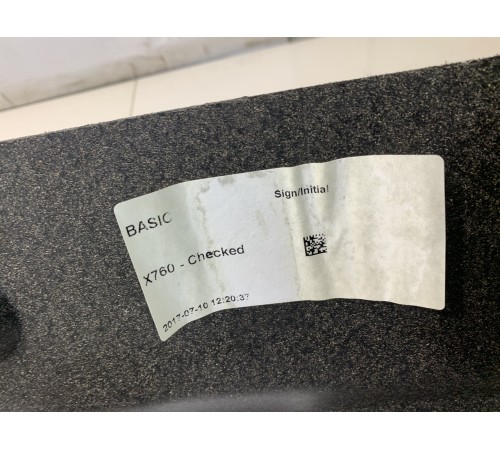 BASIC
Sign/Initial
X760 - Checked
2017-07-10 12:20:37